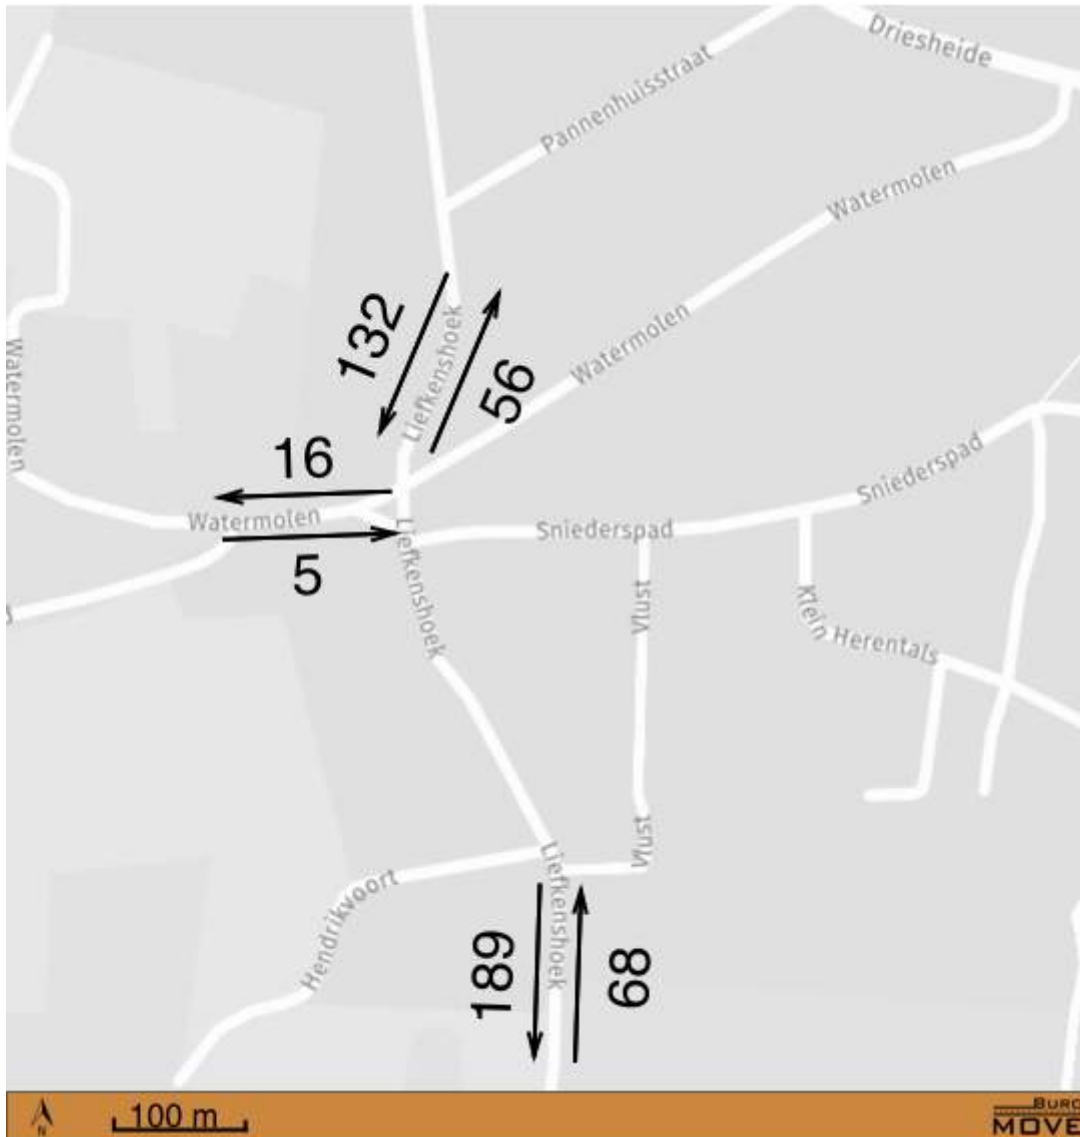 Driesheide
Pannenhuisstraat
Watermolen
132
Liefkenshoek
56
Watermolen
Watermolen
16
Watermolen
5
Liefkenshoek
Sniederspad
Sniederspad
Vlust
Klein Herentals
Vlust
Hendrikvoort
Liefkenshoek
189
68
N
100 m
BURO
MOVE